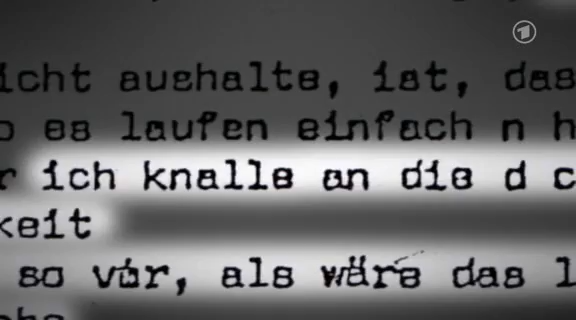 icht aushalte, ist, das
o es laufen einfach n h
r ich knalle an die d c
keit
so vor, als wäre das l